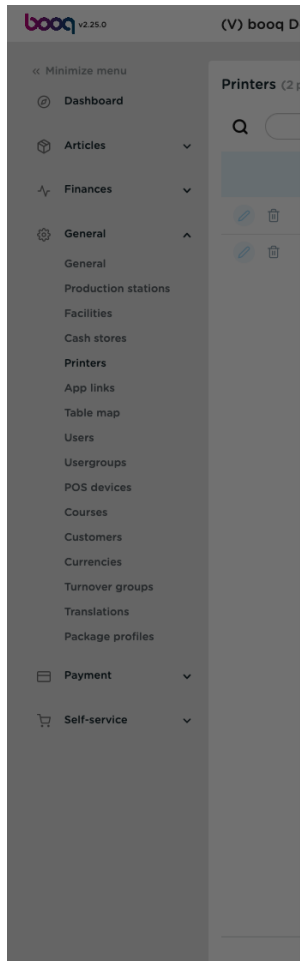 booq v2.25.0
(V) booq D
« Minimize menu
Printers (2 p
Dashboard
Articles
Finances
General
General
Production stations
Facilities
Cash stores
Printers
App links
Table map
Users
Usergroups
POS devices
Courses
Customers
Currencies
Turnover groups
Translations
Package profiles
Payment
Self-service